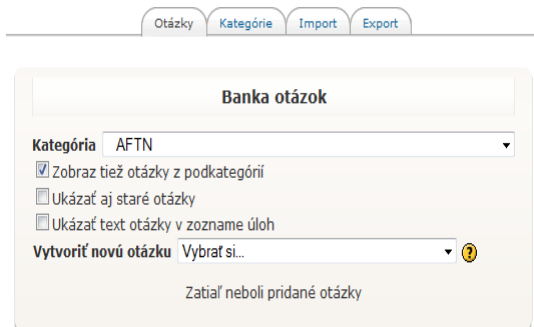 Otázky Kategórie Import Export
Banka otázok
Kategória AFTN
Zobraz tiež otázky z podkategórií
Ukázať aj staré otázky
Ukázať text otázky v zozname úloh
Vytvoriť novú otázku Vybrať si... ?
Zatiaľ neboli pridané otázky